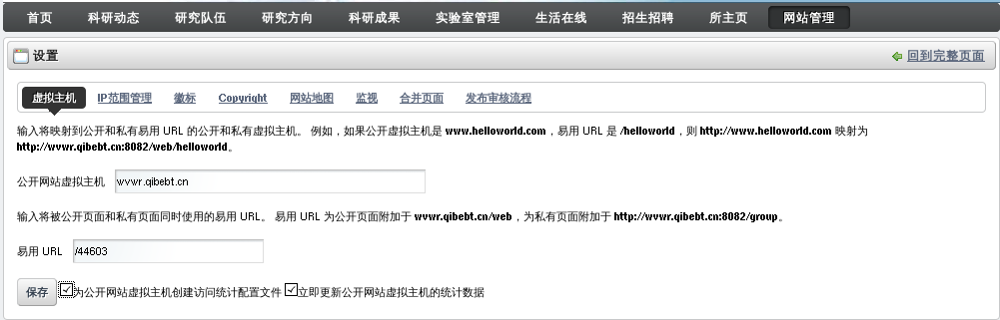 首页 科研动态 研究队伍 研究方向 科研成果 实验室管理 生活在线 招生招聘 所主页 网站管理
设置 回到完整页面
虚拟主机 IP范围管理 徽标 Copyright 网站地图 监视 合并页面 发布审核流程
输入将映射到公开和私有易用 URL 的公开和私有虚拟主机。 例如，如果公开虚拟主机是 www.helloworld.com，易用 URL 是 /helloworld，则 http://www.helloworld.com 映射为
http://wvwr.qibebt.cn:8082/web/helloworld。
公开网站虚拟主机 wvwr.qibebt.cn
输入将被公开页面和私有页面同时使用的易用 URL。 易用 URL 为公开页面附加于 wvwr.qibebt.cn/web，为私有页面附加于 http://wvwr.qibebt.cn:8082/group。
易用 URL /44603
保存 为公开网站虚拟主机创建访问统计配置文件 立即更新公开网站虚拟主机的统计数据